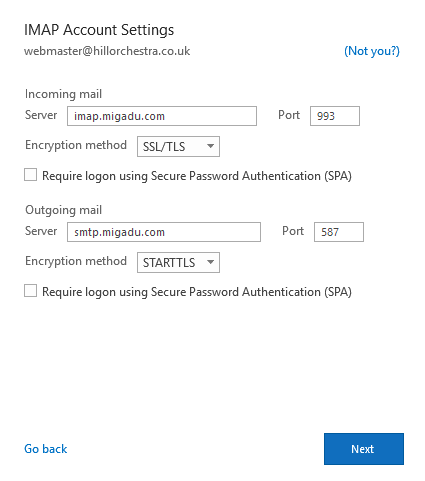 IMAP Account Settings
webmaster@hillorchestra.co.uk (Not you?)
Incoming mail
Server imap.migadu.com Port 993
Encryption method SSL/TLS
Require logon using Secure Password Authentication (SPA)
Outgoing mail
Server smtp.migadu.com Port 587
Encryption method STARTTLS
Require logon using Secure Password Authentication (SPA)
Go back Next